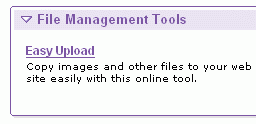 File Management Tools
Easy Upload
Copy images and other files to your web
site easily with this online tool.